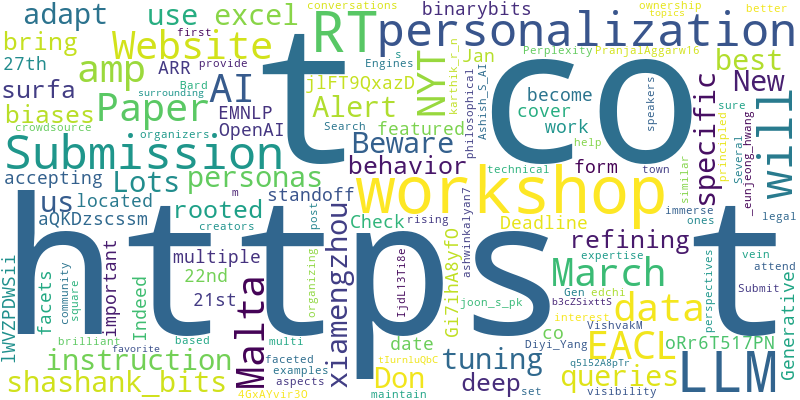 https
t
co
t
workshop
LLM
Submission
personalization
RT
will
Website
Paper
AI
amp
adapt
use
excel
bring
27th
surfa
biases
ARR
EMNLP
OpenAI
jlFT9QxazD
Alert
NYT
featured
Beware
behavior
cover
work
become
form
best
New
specific
binarybits
Jan
conversations
topics
ownership
better
Engines
s
first
provide
Bard
surrounding
crowdsource
organizers
Search
Perplexity
PranjalAggarw16
karthik_r_n
Ashish_S_AI
philosophical
technical
help
sure
Several
principled
_eunjeong_hwang
speakers
town
similar
immerse
ones
legal
accepting
Lots
personas
standoff
us
located
rooted
aQKDzscssm
shashank_bits
instruction
multiple
22nd
21st
important
facets
lWVZPDWSii
Indeed
creators
m
post
rising
organizing
Check
xiamengzhou
Malta
Don
date
tuning
deep
co
Gi7ihA8yfO
ashwinkalyan7
Deadline
refining
March
data
EACL
queries
oRr6T517PN
Generative
expertise
perspectives
vein
attend
Submit
visibility
interest
Gen
edchi
b3cZSixttS
VishvakM
joon_s_pk
Diyi_Yang
q5152A8pTr
set
maintain
tIurn1uQbC
46xAYvir3O
IjdL13Ti8e
aspects
examples
faceted
multi
based
favorite
brilliant
community
square